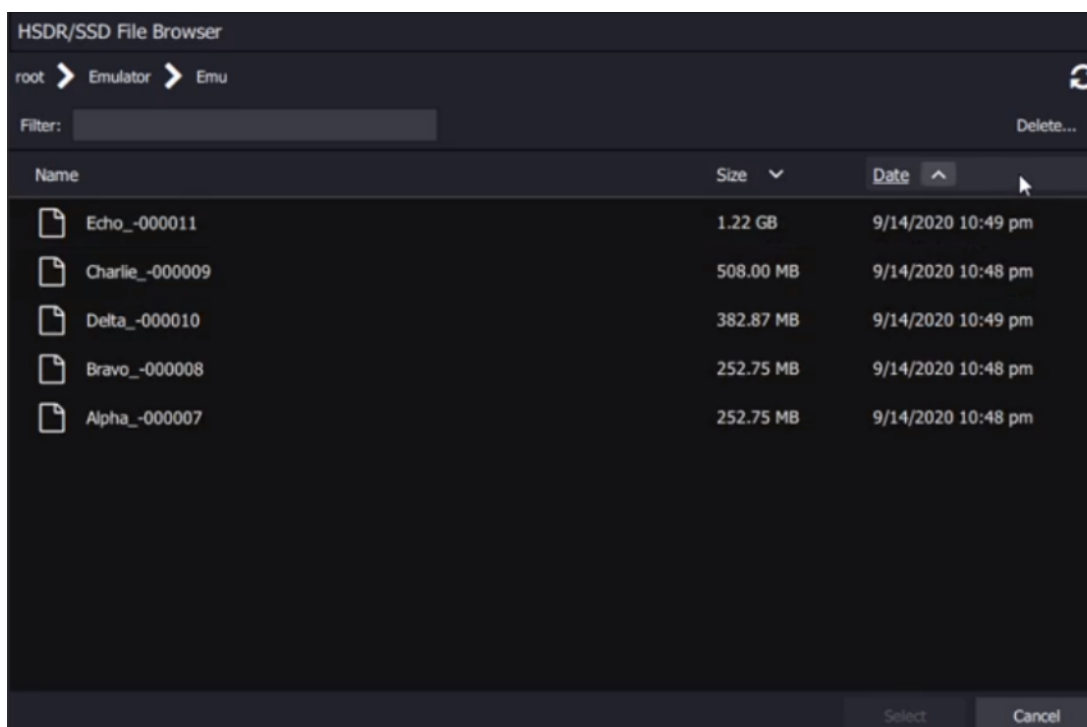 HSDR/SSD File Browser
root Emulator Emu
Filter: Delete...
Name Size Date
Echo_-000011 1.22 GB 9/14/2020 10:49 pm
Charlie_-000009 508.00 MB 9/14/2020 10:48 pm
Delta_-000010 382.87 MB 9/14/2020 10:49 pm
Bravo_-000008 252.75 MB 9/14/2020 10:48 pm
Alpha_-000007 252.75 MB 9/14/2020 10:48 pm
Select Cancel